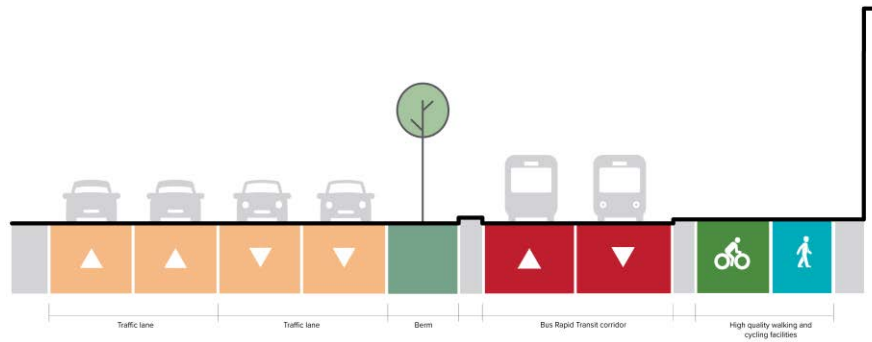 Traffic lane
Traffic lane
Berm
Bus Rapid Transit corridor
High quality walking and
cycling facilities